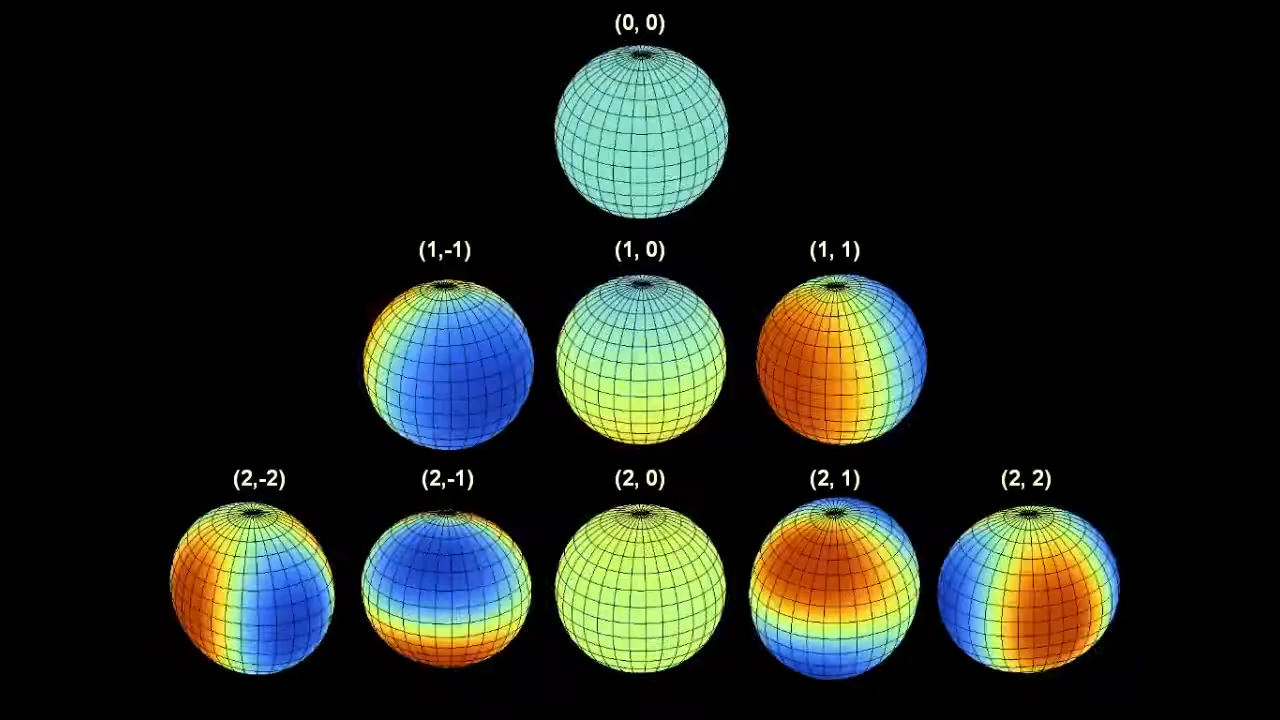 (0, 0)
(1,-1) (1, 0) (1, 1)
(2,-2) (2,-1) (2, 0) (2, 1) (2, 2)